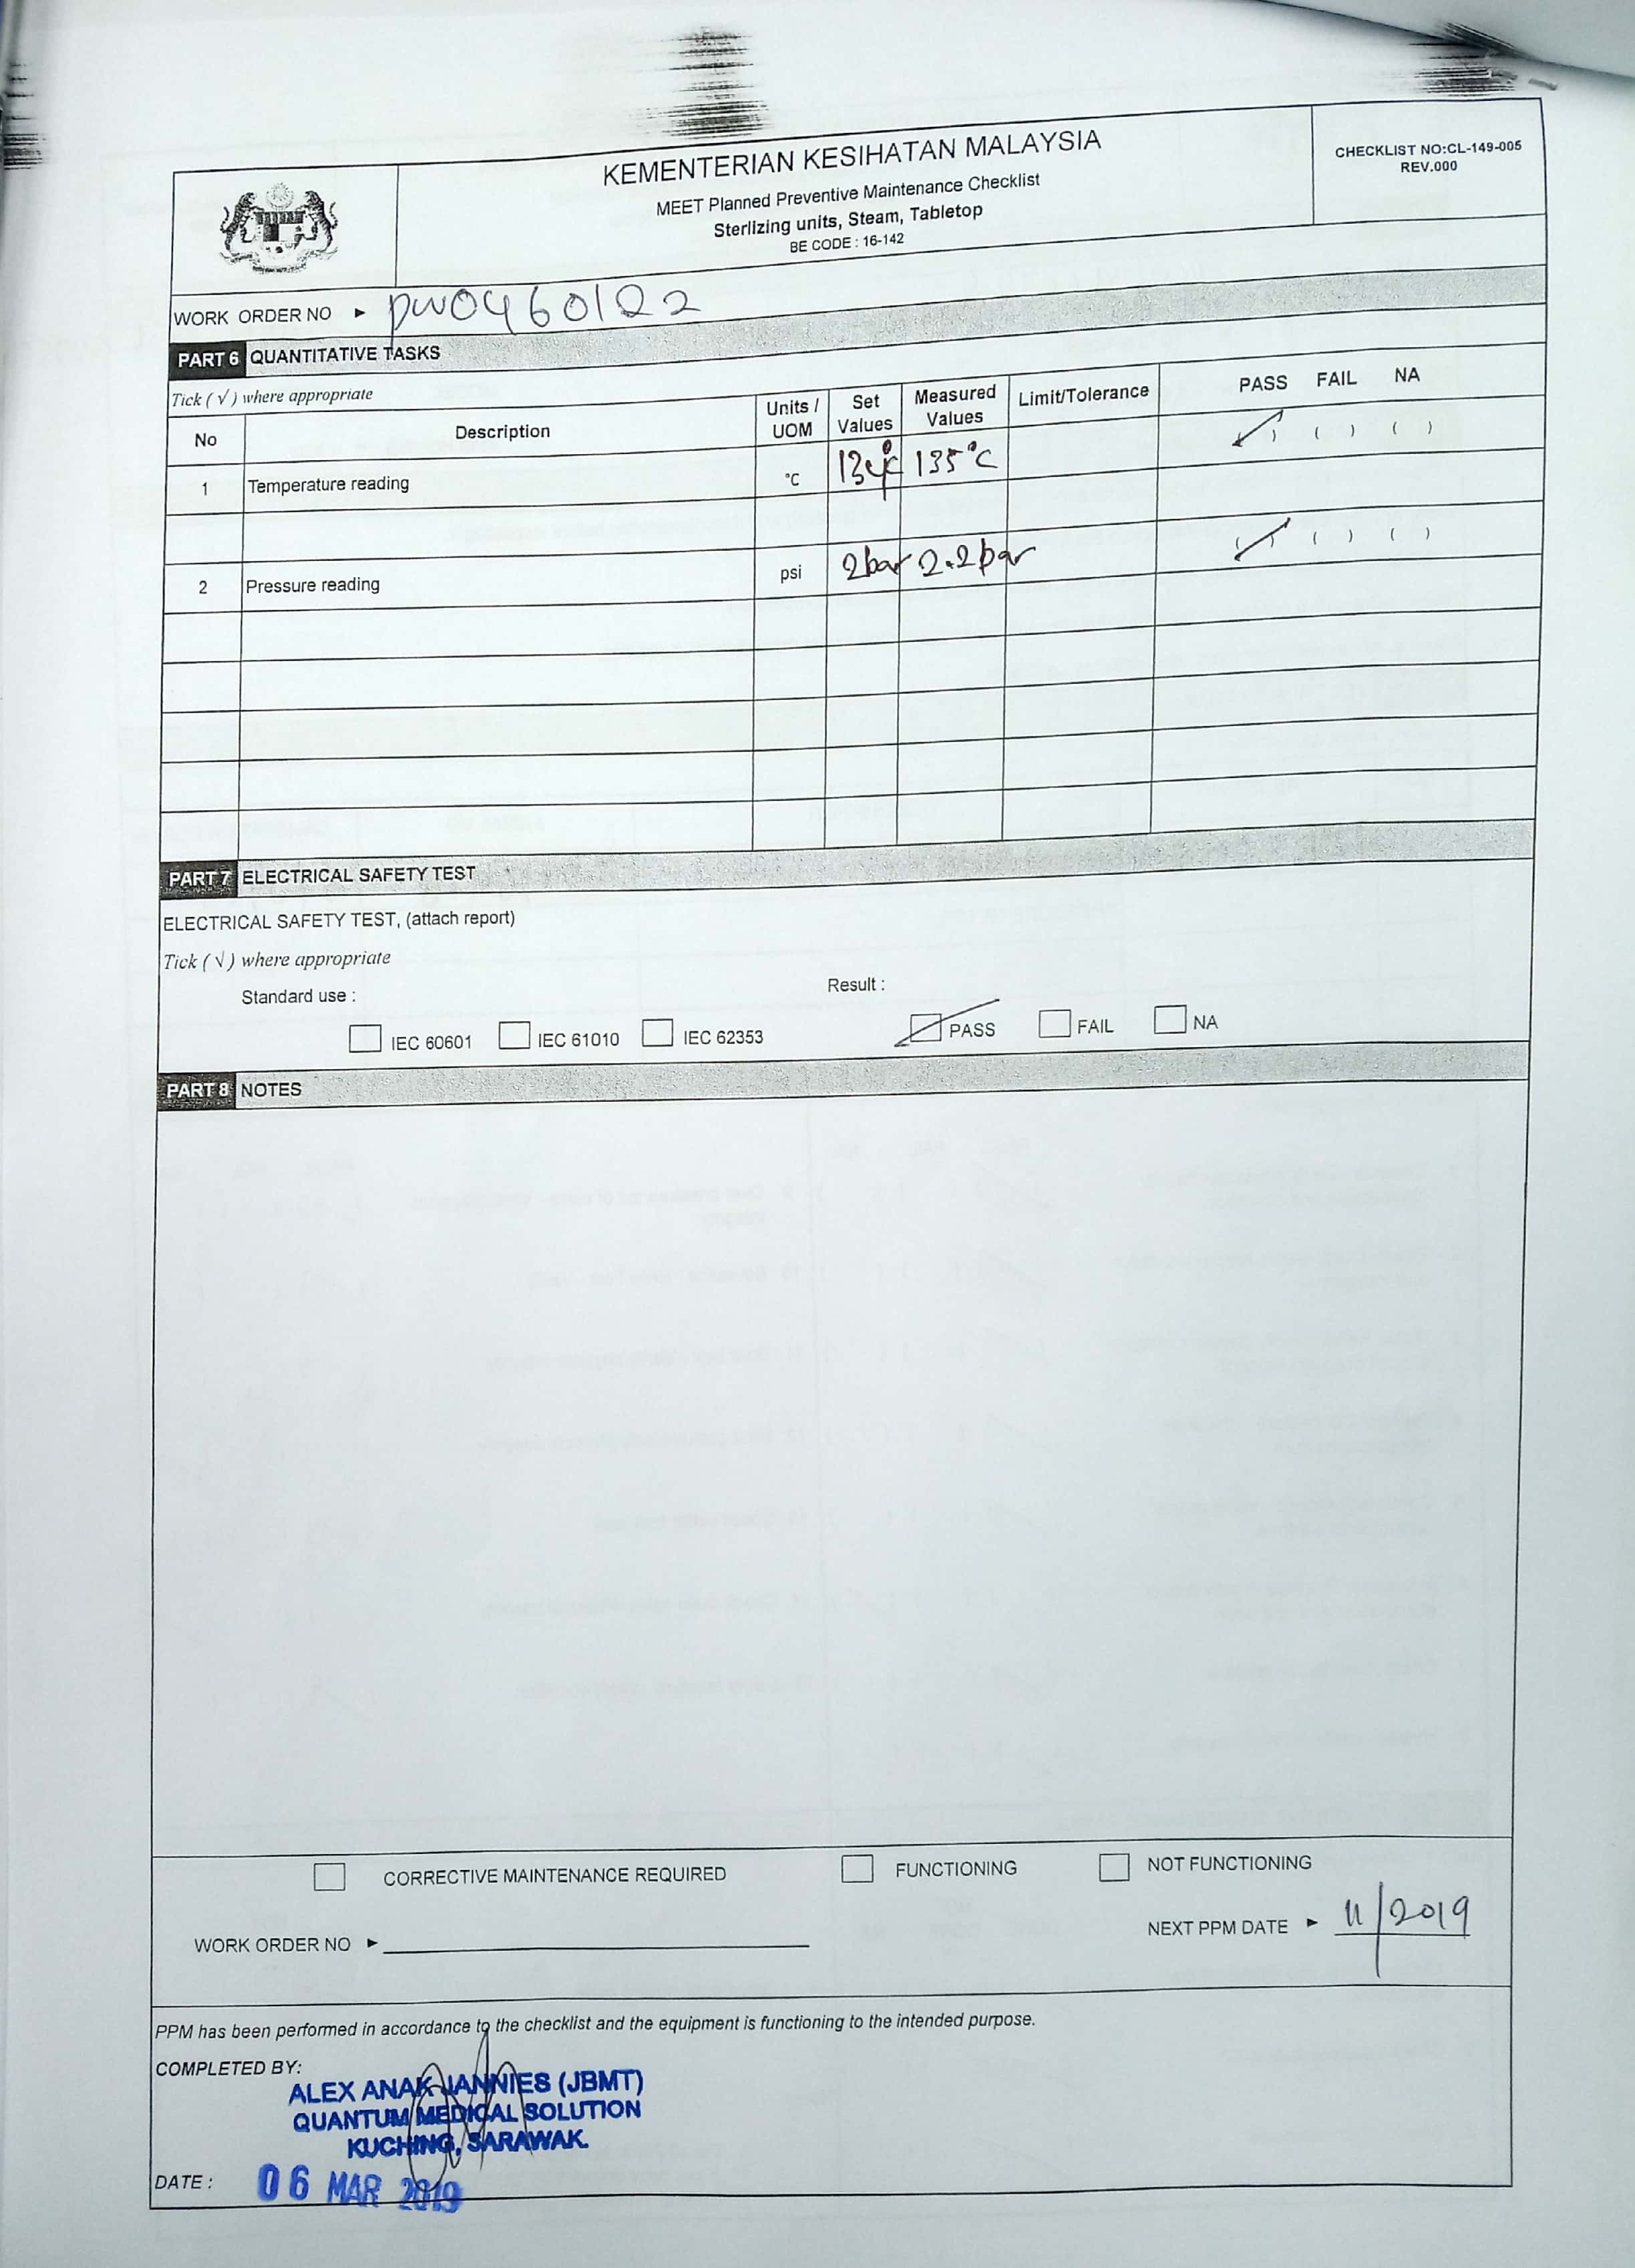 KEMENTERIAN KESIHATAN MALAYSIA
MEET Planned Preventive Maintenance Checklist
Sterlizing units, Steam, Tabletop
BE CODE : 16-142
CHECKLIST NO:CL-149-005
REV.000
WORK ORDER NO ► pw0460122
PART 6 QUANTITATIVE TASKS
Tick ( √ ) where appropriate
No Description Units / UOM Set Values Measured Values Limit/Tolerance PASS FAIL NA
1 Temperature reading °C 134°C 135°C ( ) ( ) ( )
2 Pressure reading psi 2bar 2.2bar ( ) ( ) ( )
PART 7 ELECTRICAL SAFETY TEST
ELECTRICAL SAFETY TEST, (attach report)
Tick ( √ ) where appropriate
Standard use : Result :
IEC 60601 IEC 61010 IEC 62353 PASS FAIL NA
PART 8 NOTES
CORRECTIVE MAINTENANCE REQUIRED FUNCTIONING NOT FUNCTIONING
WORK ORDER NO ► NEXT PPM DATE ► 11/2019
PPM has been performed in accordance to the checklist and the equipment is functioning to the intended purpose.
COMPLETED BY:
ALEX ANAK JANNIES (JBMT)
QUANTUM MEDICAL SOLUTION
KUCHING, SARAWAK.
DATE : 06 MAR 2019